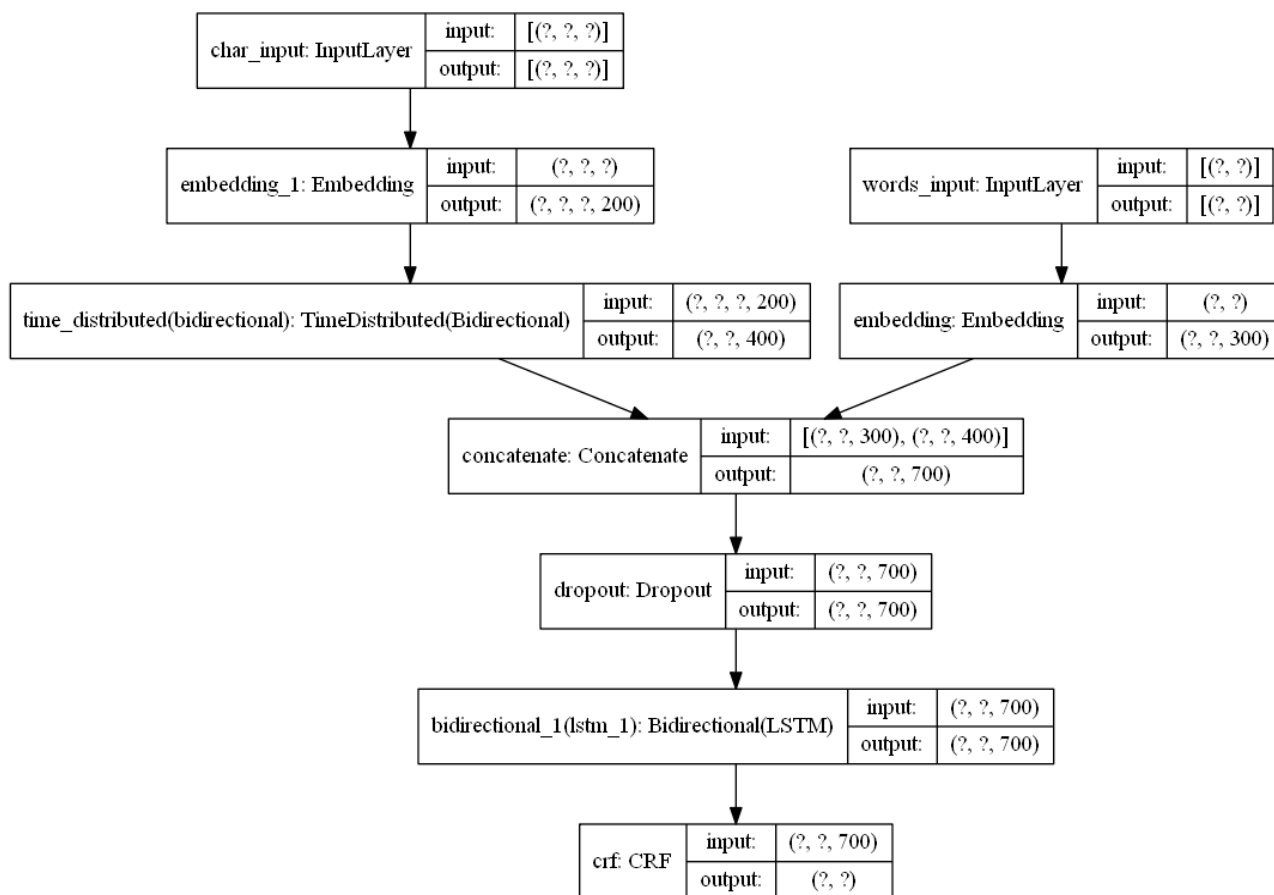 char_input: InputLayer
input: [(?, ?, ?)]
output: [(?, ?, ?)]
embedding_1: Embedding
input: (?, ?, ?)
output: (?, ?, ?, 200)
words_input: InputLayer
input: [(?, ?)]
output: [(?, ?)]
time_distributed(bidirectional): TimeDistributed(Bidirectional)
input: (?, ?, ?, 200)
output: (?, ?, 400)
embedding: Embedding
input: (?, ?)
output: (?, ?, 300)
concatenate: Concatenate
input: [(?, ?, 300), (?, ?, 400)]
output: (?, ?, 700)
dropout: Dropout
input: (?, ?, 700)
output: (?, ?, 700)
bidirectional_1(lstm_1): Bidirectional(LSTM)
input: (?, ?, 700)
output: (?, ?, 700)
crf: CRF
input: (?, ?, 700)
output: (?, ?)